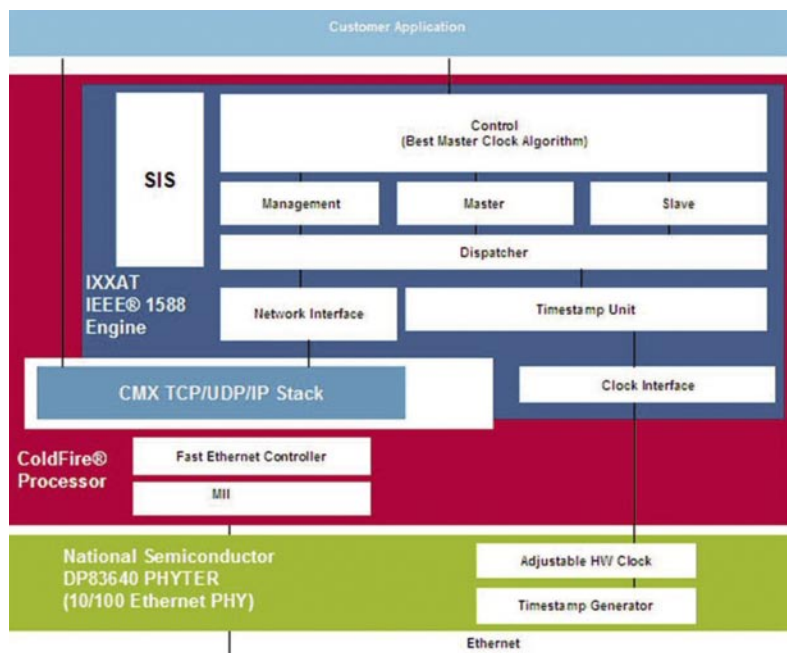 Customer Application
Control
(Best Master Clock Algorithm)
SIS
Management
Master
Slave
Dispatcher
IXXAT
IEEE® 1588
Engine
Network Interface
Timestamp Unit
CMX TCP/UDP/IP Stack
Clock Interface
ColdFire®
Processor
Fast Ethernet Controller
MII
National Semiconductor
DP83640 PHYTER
(10/100 Ethernet PHY)
Adjustable HW Clock
Timestamp Generator
Ethernet